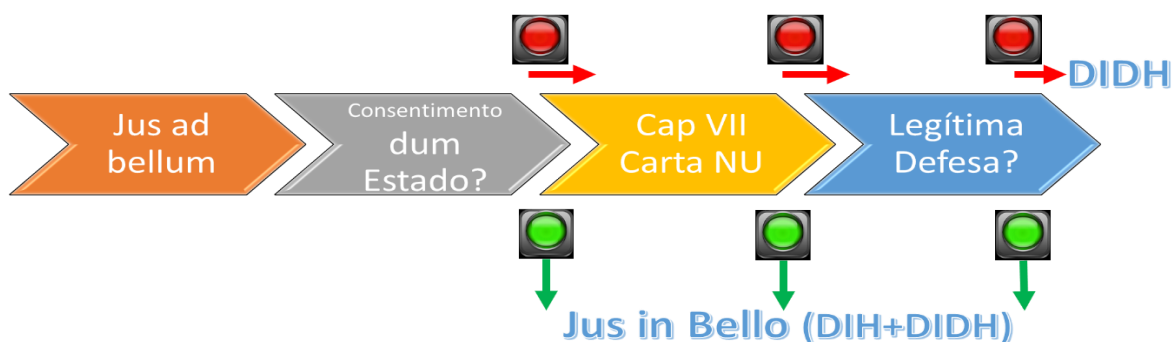 DIDH
Jus ad
bellum
Consentimento
dum
Estado?
Cap VII
Carta NU
Legítima
Defesa?
Jus in Bello (DIH+DIDH)